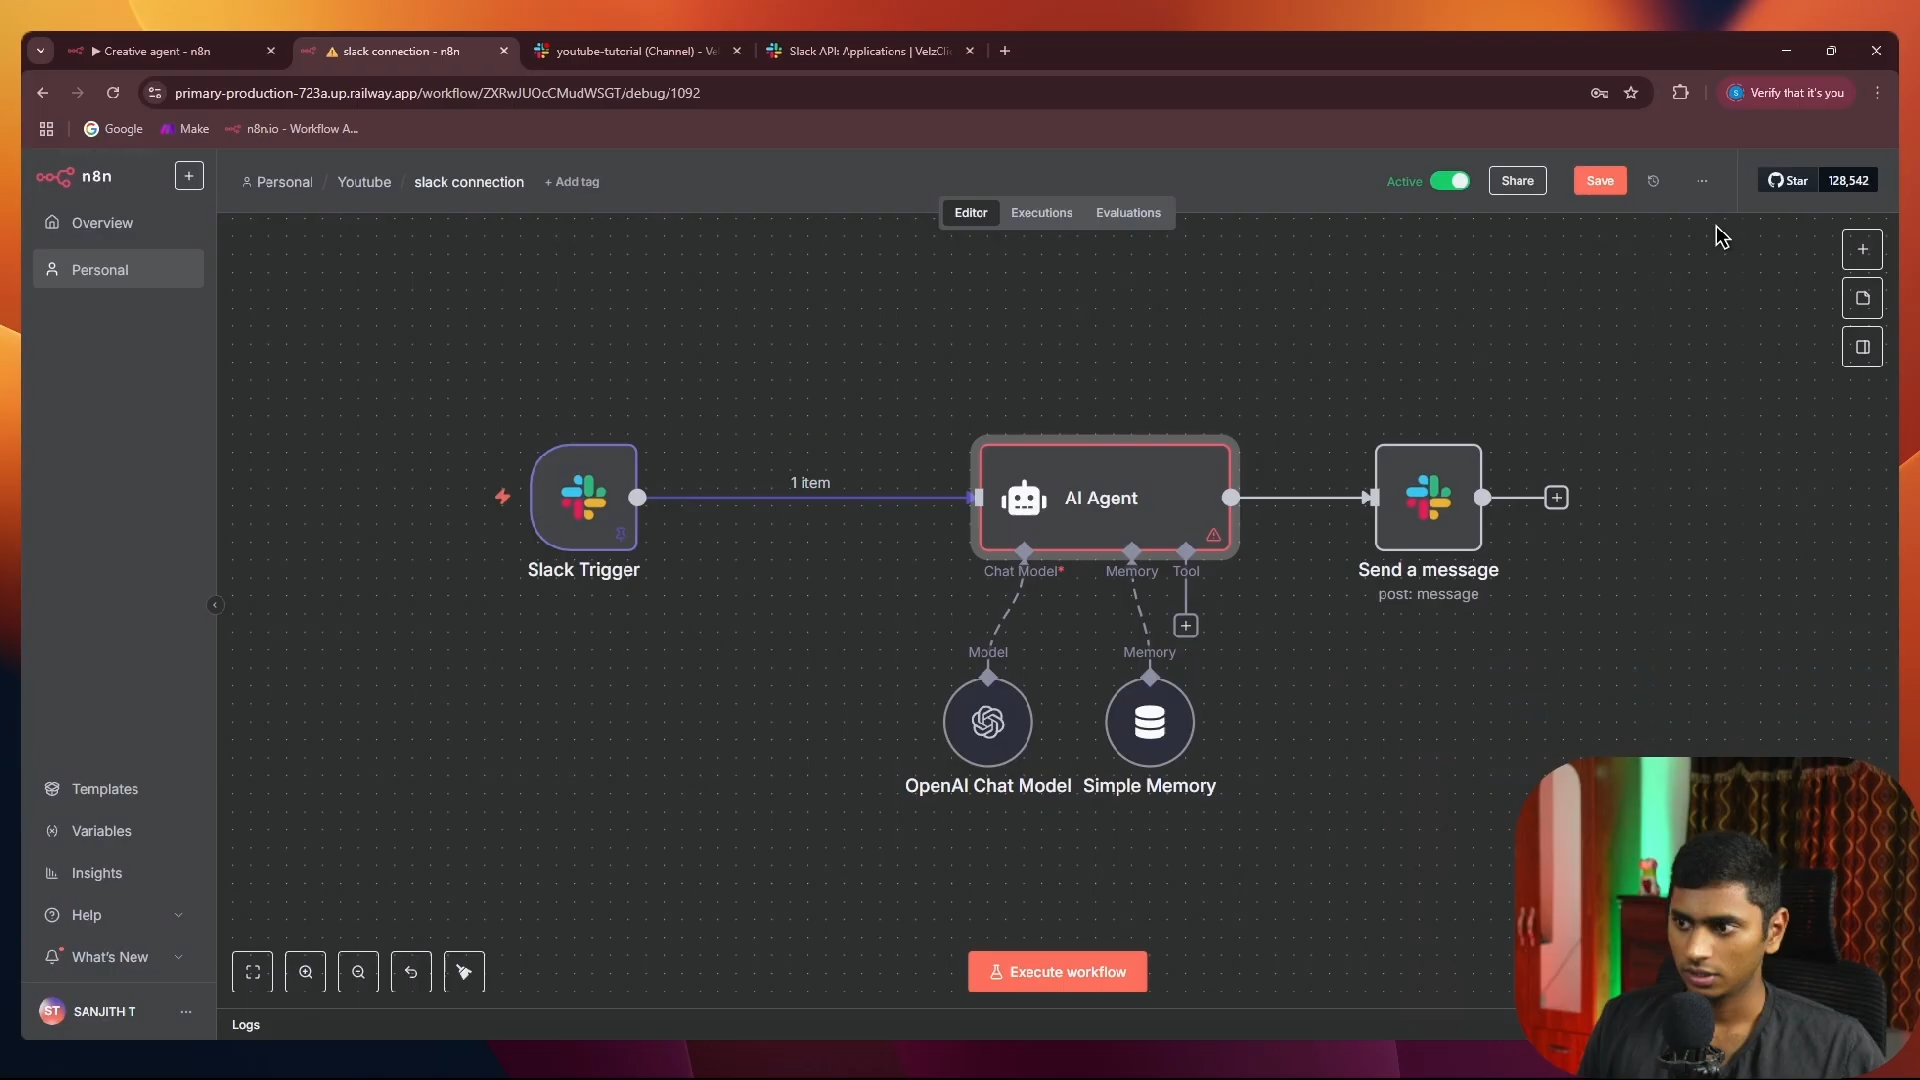 Creative agent - n8n
slack connection - n8n
youtube-tutorial (Channel) - Ve
Slack API: Applications | VelzCli
primary-production-723a.up.railway.app/workflow/ZXRwJUOcCMudWSGT/debug/1092
Verify that it's you
Google
Make
n8n.io - Workflow A...
n8n
Personal / Youtube / slack connection
+ Add tag
Active
Share
Save
Star
128,542
Editor
Executions
Evaluations
Overview
Personal
1 item
AI Agent
Slack Trigger
Chat Model*
Memory
Tool
Send a message
post: message
Model
Memory
OpenAI Chat Model
Simple Memory
Templates
Variables
Insights
Help
What's New
Execute workflow
ST
SANJITH T
Logs